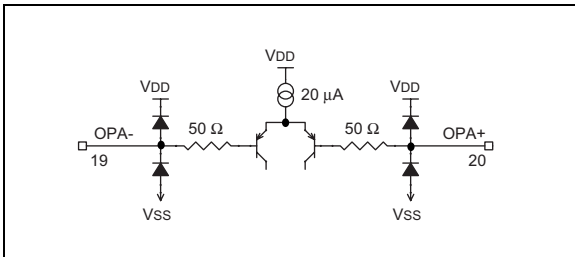 VDD
VDD 20 µA VDD
OPA- 50 Ω 50 Ω OPA+
19 20
VSS VSS